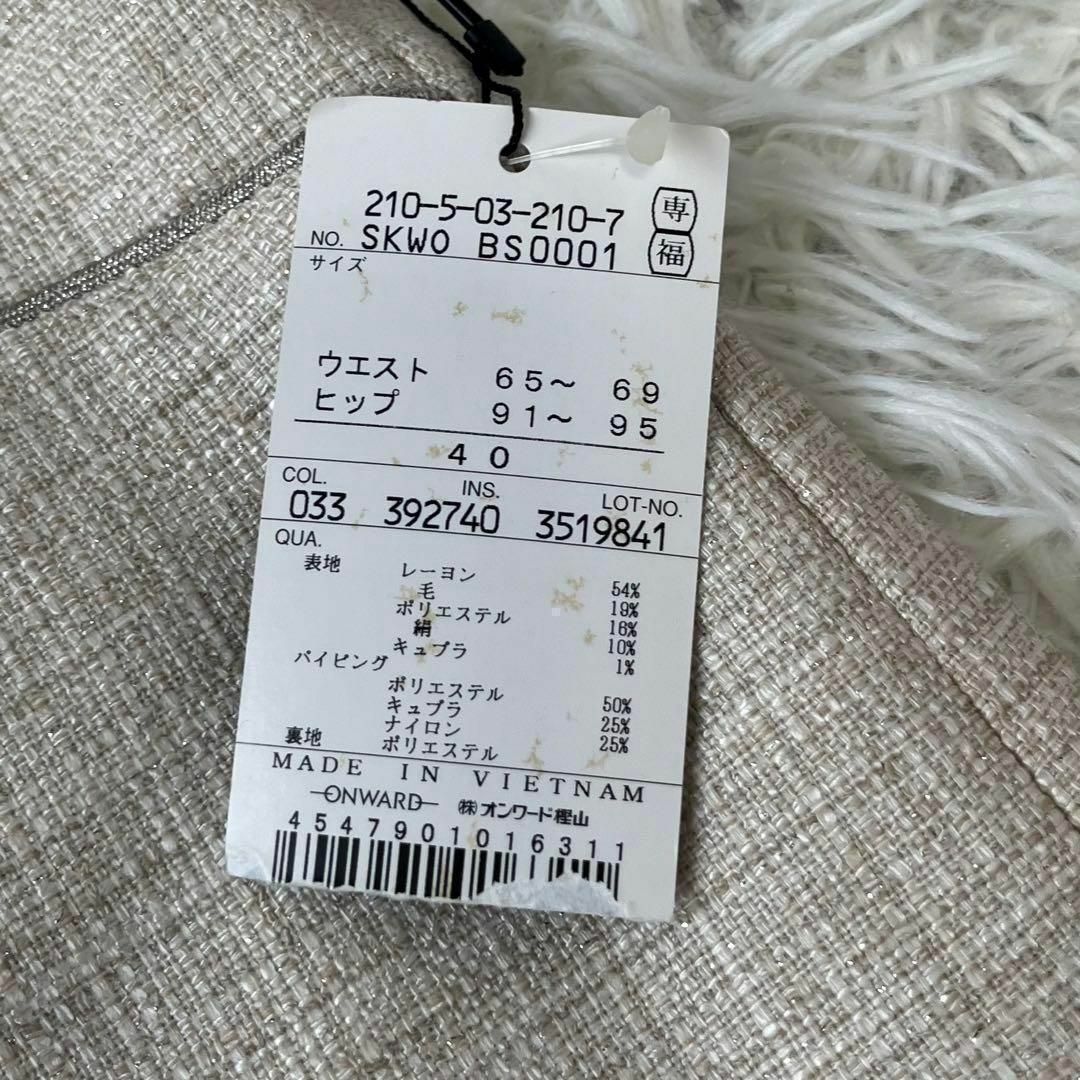 210-5-03-210-7 専
NO. SKWO BS0001 福
サイズ
ウエスト 65～ 69
ヒップ 91～ 95
40
COL. INS. LOT-NO.
033 392740 3519841
QUA.
表地 レーヨン 54%
毛 19%
ポリエステル 16%
絹 10%
キュプラ 1%
パイピング
ポリエステル 50%
キュプラ 25%
ナイロン 25%
裏地 ポリエステル
MADE IN VIETNAM
ONWARD ㈱オンワード樫山
4547901016311